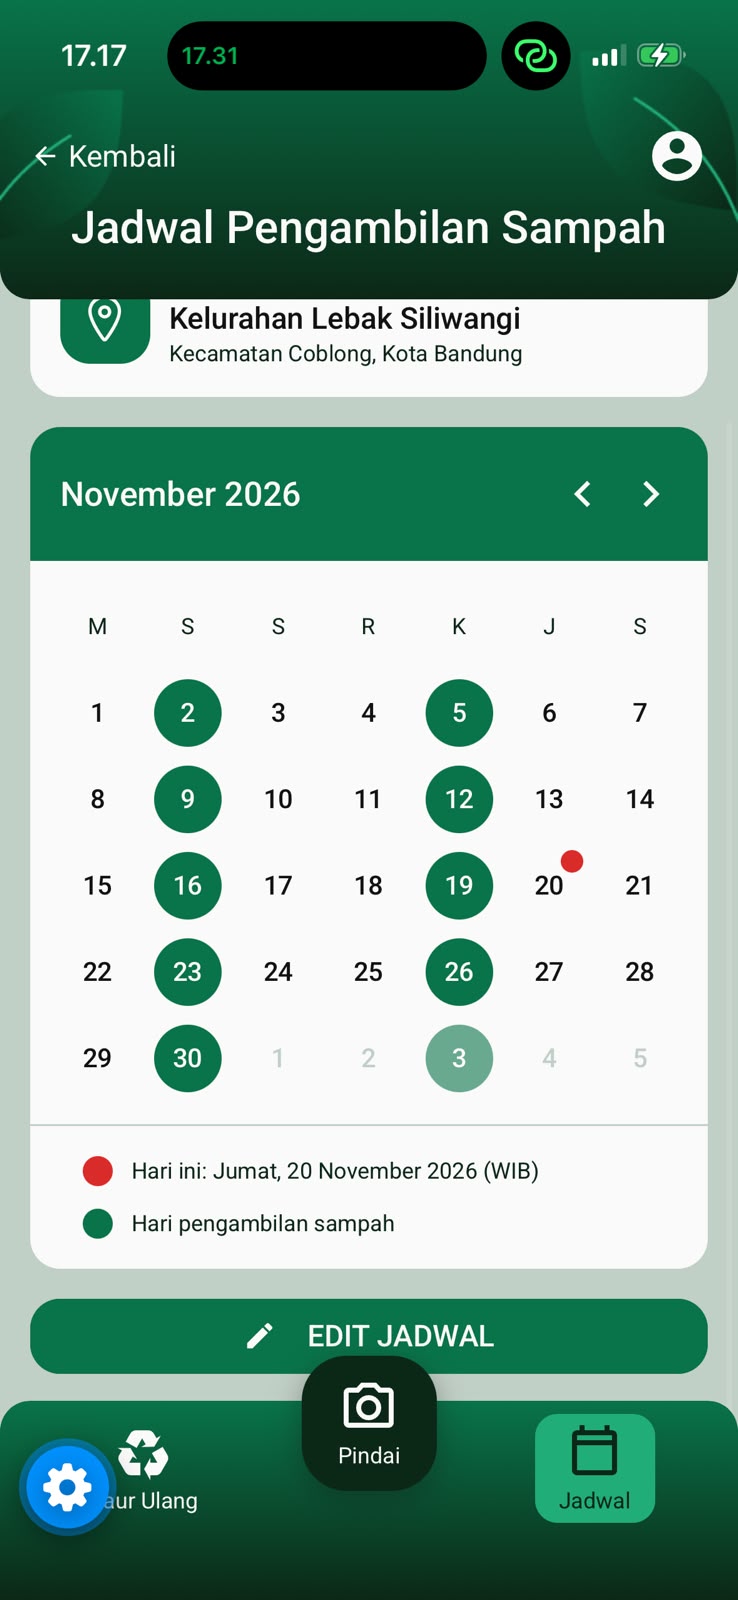 17.17
17.31
Kembali
Jadwal Pengambilan Sampah
Kelurahan Lebak Siliwangi
Kecamatan Coblong, Kota Bandung
November 2026
M S S R K J S
1 2 3 4 5 6 7
8 9 10 11 12 13 14
15 16 17 18 19 20 21
22 23 24 25 26 27 28
29 30 1 2 3 4 5
Hari ini: Jumat, 20 November 2026 (WIB)
Hari pengambilan sampah
EDIT JADWAL
Pindai
aur Ulang
Jadwal